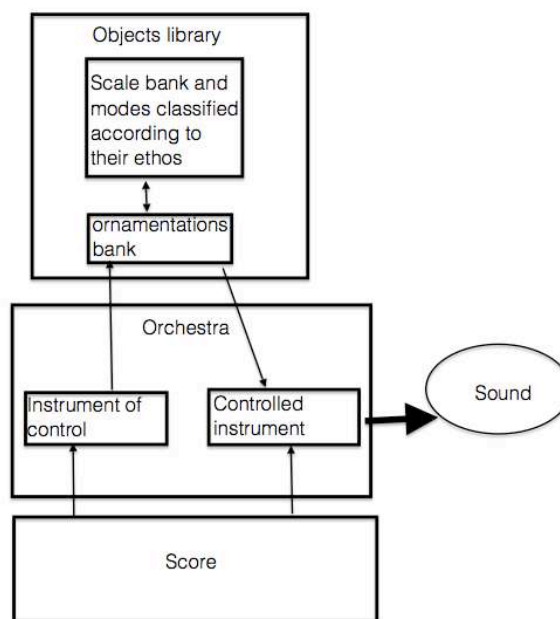 Objects library
Scale bank and
modes classified
according to
their ethos
ornamentations
bank
Orchestra
Instrument of
control
Controlled
instrument
Sound
Score